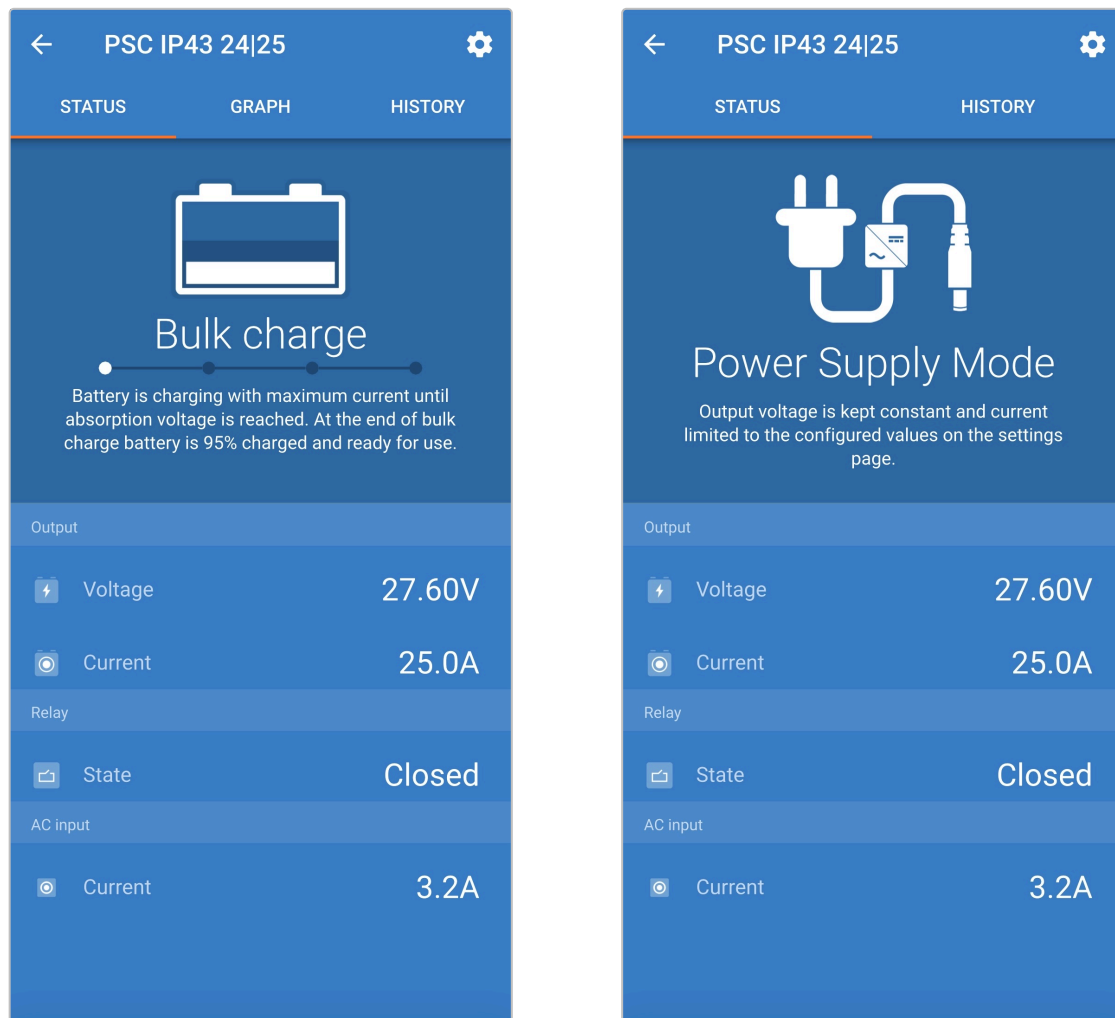 PSC IP43 24|25
STATUS GRAPH HISTORY
Bulk charge
Battery is charging with maximum current until
absorption voltage is reached. At the end of bulk
charge battery is 95% charged and ready for use.
Output
Voltage 27.60V
Current 25.0A
Relay
State Closed
AC input
Current 3.2A
PSC IP43 24|25
STATUS HISTORY
Power Supply Mode
Output voltage is kept constant and current
limited to the configured values on the settings
page.
Output
Voltage 27.60V
Current 25.0A
Relay
State Closed
AC input
Current 3.2A